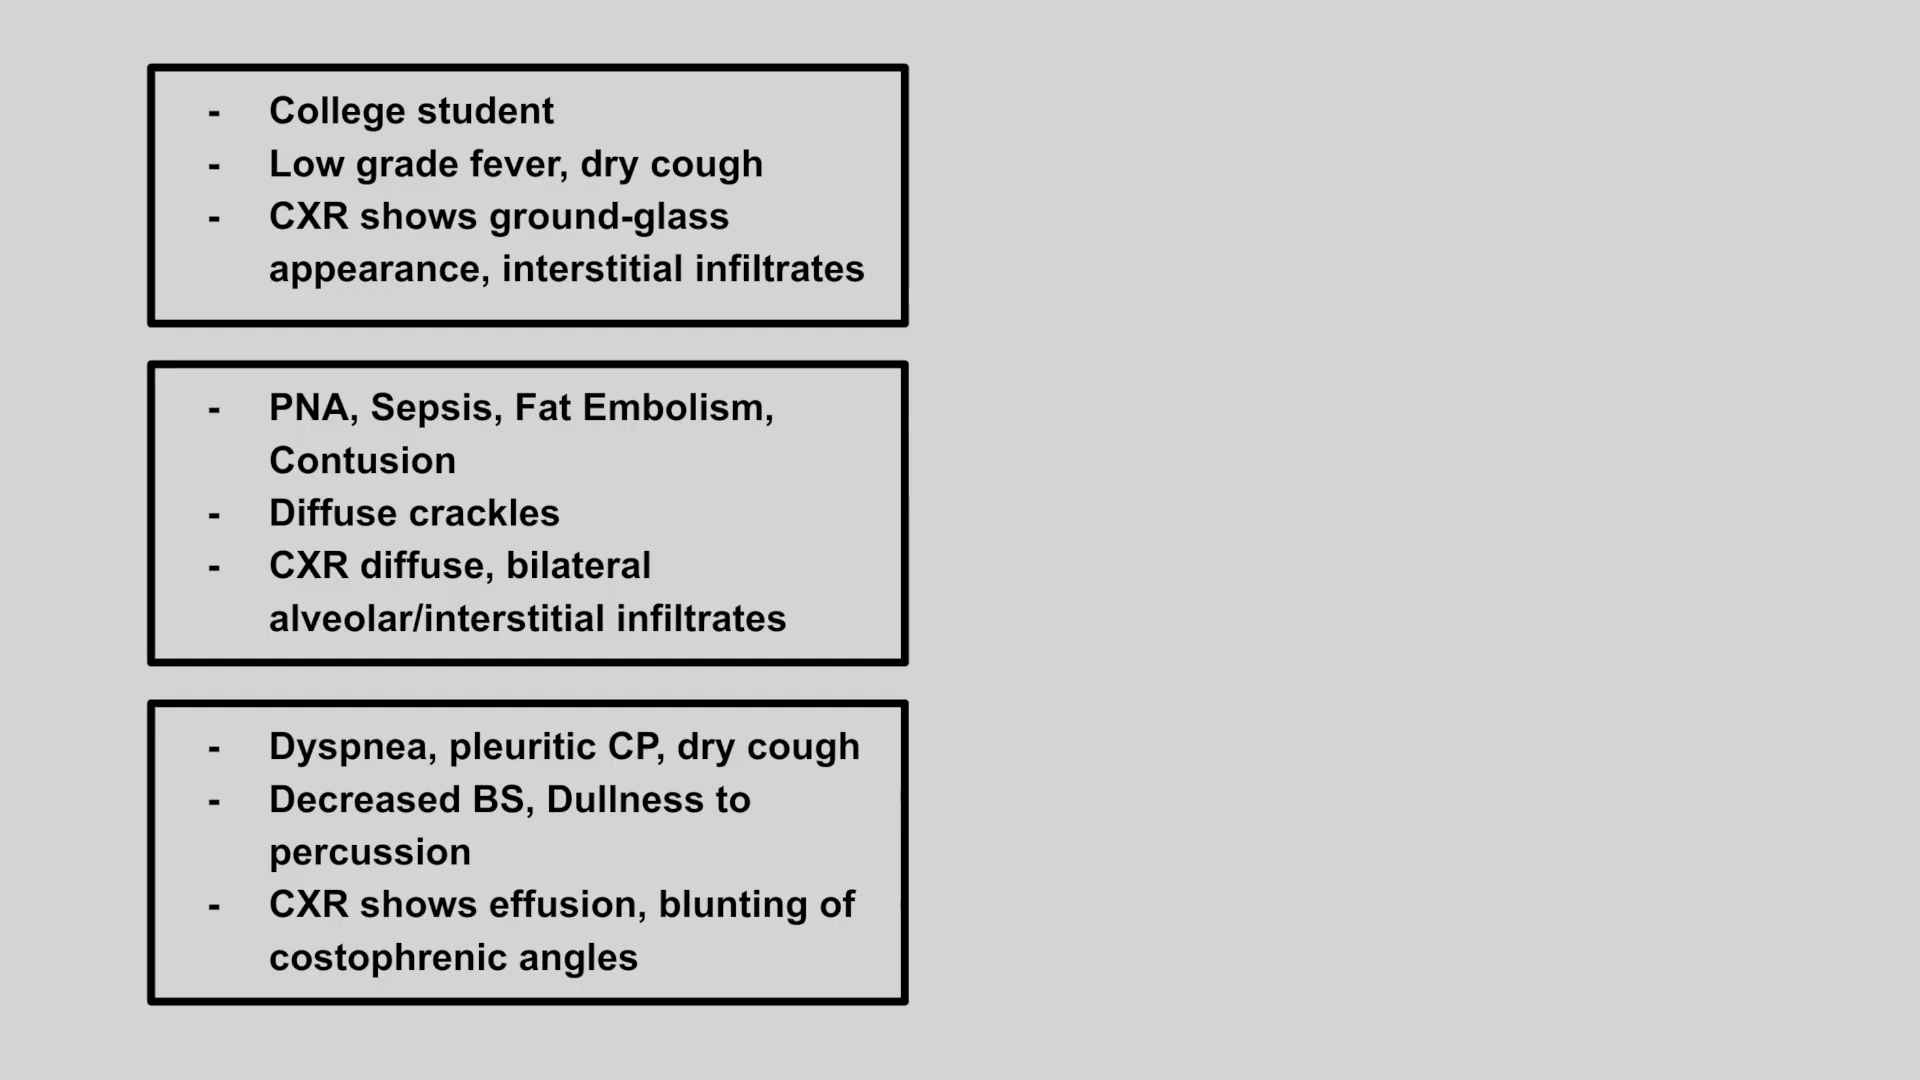 - College student
- Low grade fever, dry cough
- CXR shows ground-glass
appearance, interstitial infiltrates
- PNA, Sepsis, Fat Embolism,
Contusion
- Diffuse crackles
- CXR diffuse, bilateral
alveolar/interstitial infiltrates
- Dyspnea, pleuritic CP, dry cough
- Decreased BS, Dullness to
percussion
- CXR shows effusion, blunting of
costophrenic angles